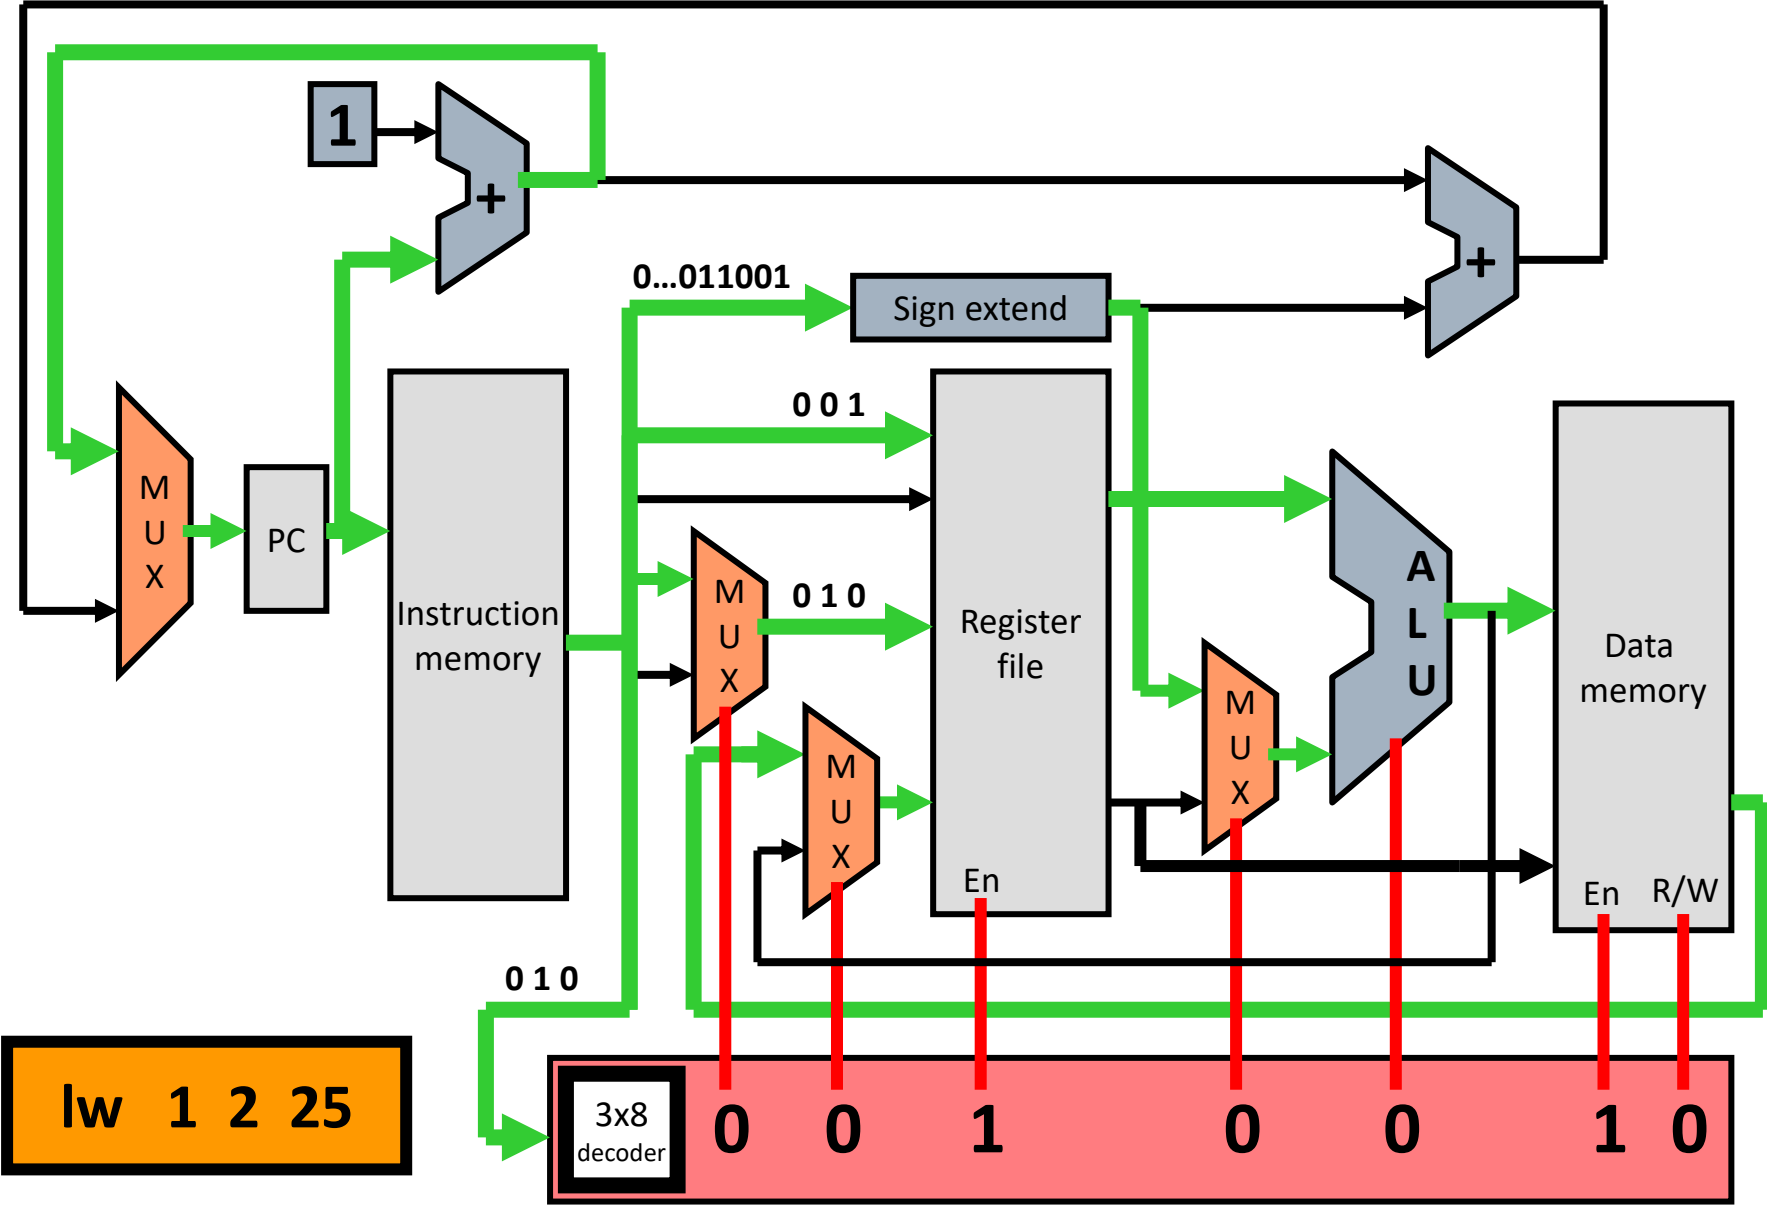 1
+
+
0...011001
Sign extend
0 0 1
M
U
X
PC
Instruction
memory
M
U
X
0 1 0
Register
file
En
M
U
X
M
U
X
A
L
U
Data
memory
En R/W
0 1 0
lw 1 2 25
3x8
decoder
0 0 1 0 0 1 0